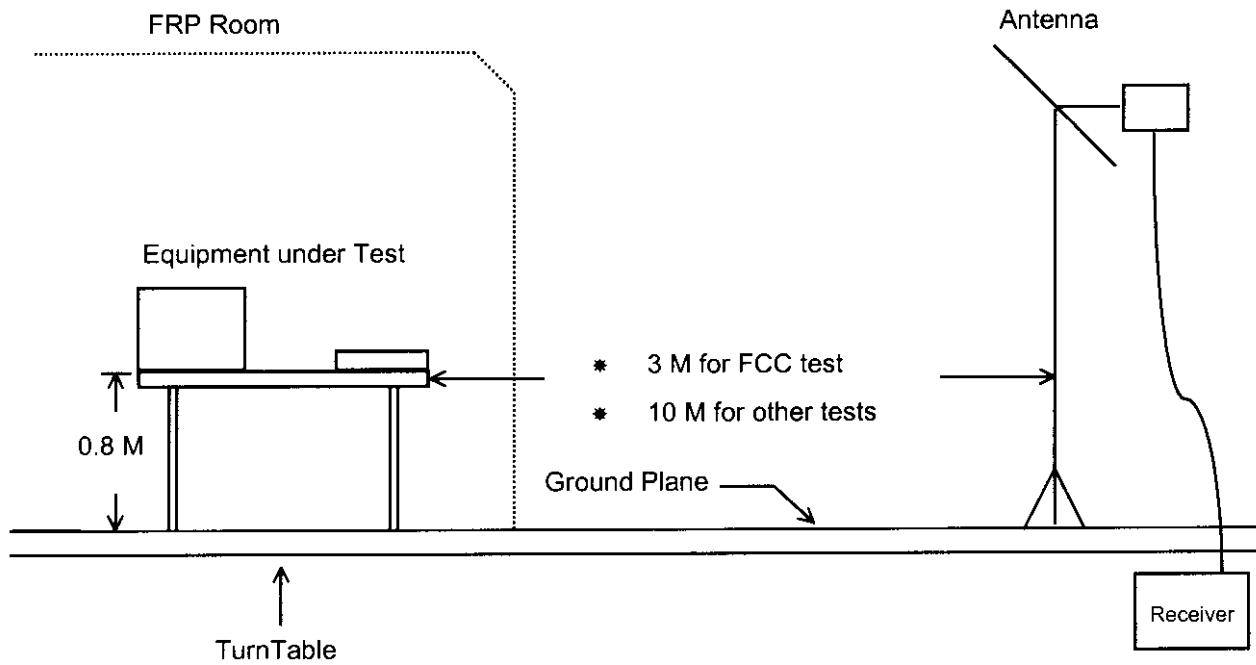 FRP Room
Antenna
Equipment under Test
✷ 3 M for FCC test
✷ 10 M for other tests
0.8 M
Ground Plane
Receiver
TurnTable